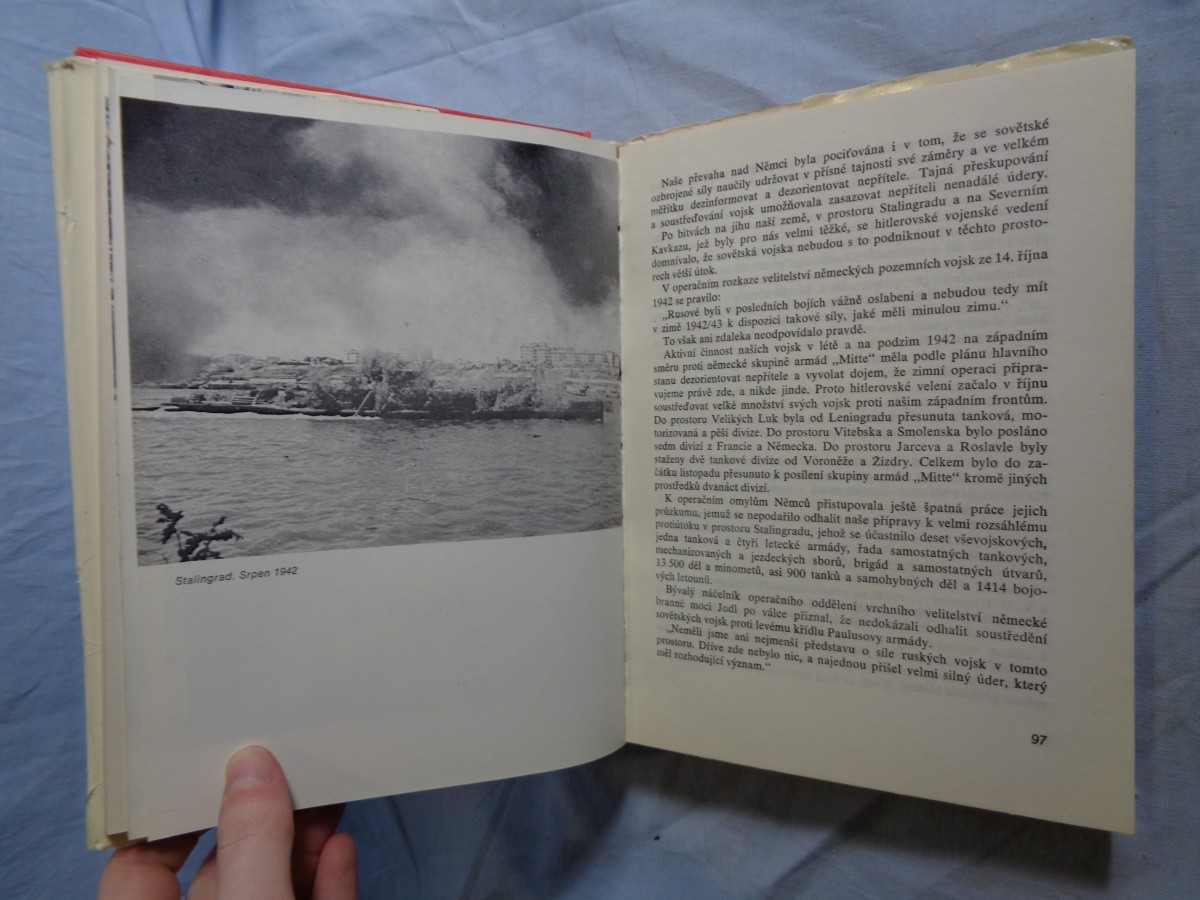 Stalingrad. Srpen 1942
Naše převaha nad Němci byla pociťována i v tom, že se sovětské
ozbrojené síly naučily udržovat v přísné tajnosti své záměry a ve velkém
měřítku dezinformovat a dezorientovat nepřítele. Tajná přeskupování
a soustřeďování vojsk umožňovala zasazovat nepříteli nenadálé údery.
Po bitvách na jihu naší země, v prostoru Stalingradu a na Severním
Kavkazu, jež byly pro nás velmi těžké, se hitlerovské vojenské vedení
domnívalo, že sovětská vojska nebudou s to podniknout v těchto prosto-
rech větší útok.
V operačním rozkaze velitelství německých pozemních vojsk ze 14. října
1942 se pravilo:
„Rusové byli v posledních bojích vážně oslabeni a nebudou tedy mít
v zimě 1942/43 k dispozici takové síly, jaké měli minulou zimu.“
To však ani zdaleka neodpovídalo pravdě.
Aktivní činnost našich vojsk v létě a na podzim 1942 na západním
směru proti německé skupině armád „Mitte“ měla podle plánu hlavního
stanu dezorientovat nepřítele a vyvolat dojem, že zimní operaci připra-
vujeme právě zde, a nikde jinde. Proto hitlerovské velení začalo v říjnu
soustřeďovat velké množství svých vojsk proti našim západním frontům.
Do prostoru Velikých Luk byla od Leningradu přesunuta tanková, mo-
torizovaná a pěší divize. Do prostoru Vitebska a Smolenska bylo posláno
sedm divizí z Francie a Německa. Do prostoru Jarceva a Roslavle byly
staženy dvě tankové divize od Voroněže a Žizdry. Celkem bylo do za-
čátku listopadu přesunuto k posílení skupiny armád „Mitte“ kromě jiných
prostředků dvanáct divizí.
K operačním omylům Němců přistupovala ještě špatná práce jejich
průzkumu, jemuž se nepodařilo odhalit naše přípravy k velmi rozsáhlému
protiútoku v prostoru Stalingradu, jehož se účastnilo deset vševojskových,
jedna tanková a čtyři letecké armády, řada samostatných tankových,
mechanizovaných a jezdeckých sborů, brigád a samostatných útvarů,
13 500 děl a minometů, asi 900 tanků a samohybných děl a 1414 bojo-
vých letounů.
Bývalý náčelník operačního oddělení vrchního velitelství německé
branné moci Jodl po válce přiznal, že nedokázali odhalit soustředění
sovětských vojsk proti levému křídlu Paulusovy armády.
„Neměli jsme ani nejmenší představu o síle ruských vojsk v tomto
prostoru. Dříve zde nebylo nic, a najednou přišel velmi silný úder, který
měl rozhodující význam.“
97